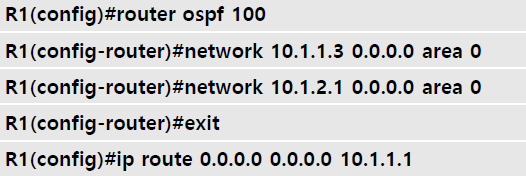 R1(config)#router ospf 100
R1(config-router)#network 10.1.1.3 0.0.0.0 area 0
R1(config-router)#network 10.1.2.1 0.0.0.0 area 0
R1(config-router)#exit
R1(config)#ip route 0.0.0.0 0.0.0.0 10.1.1.1